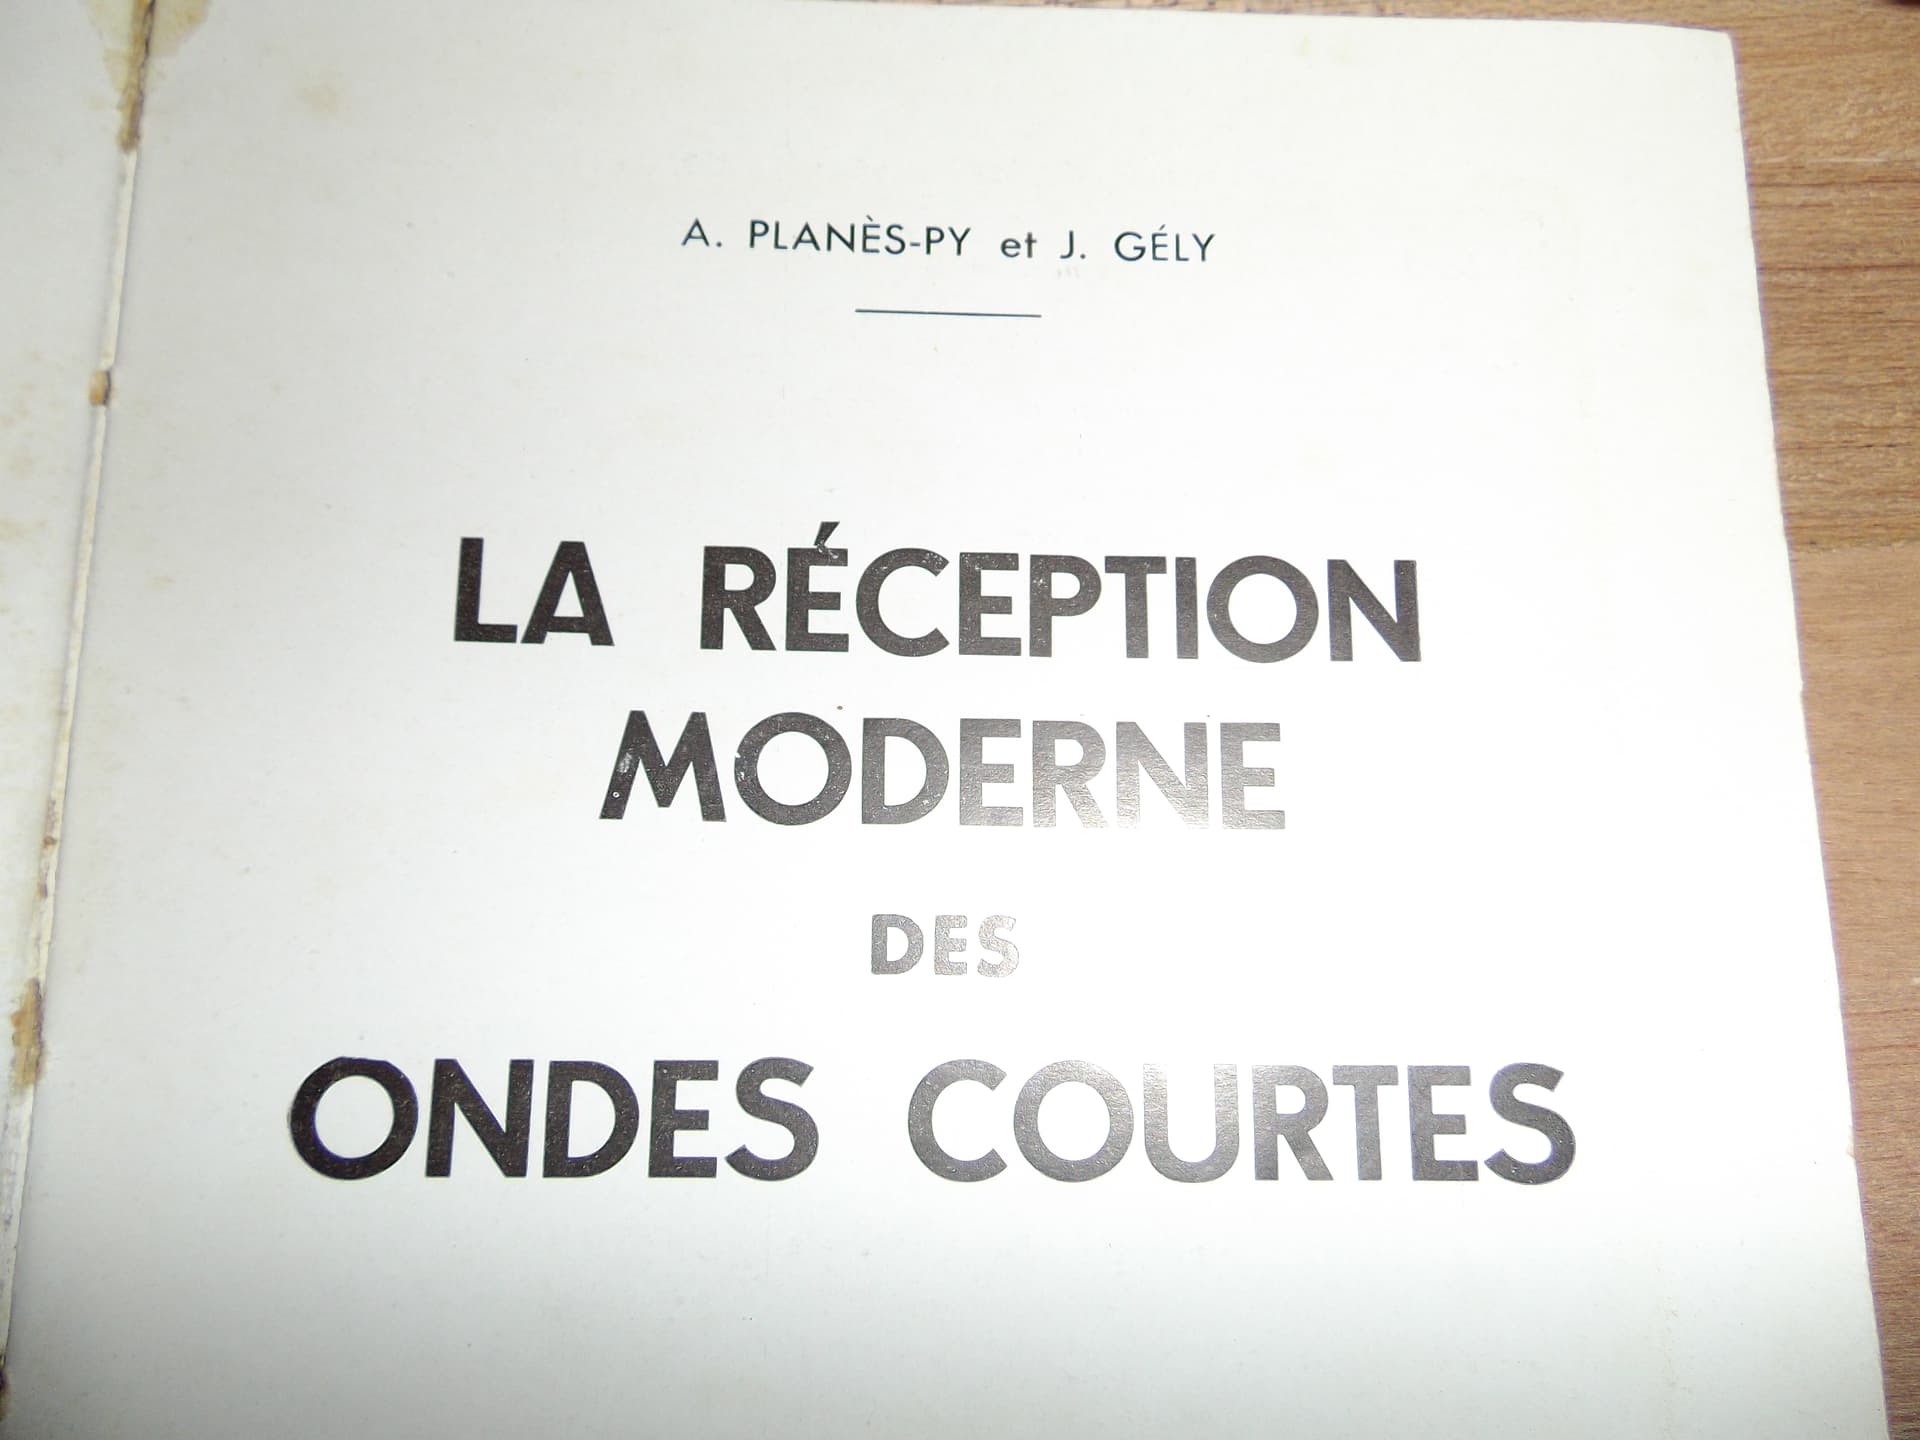 A. PLANÈS-PY et J. GÉLY
LA RÉCEPTION
MODERNE
DES
ONDES COURTES